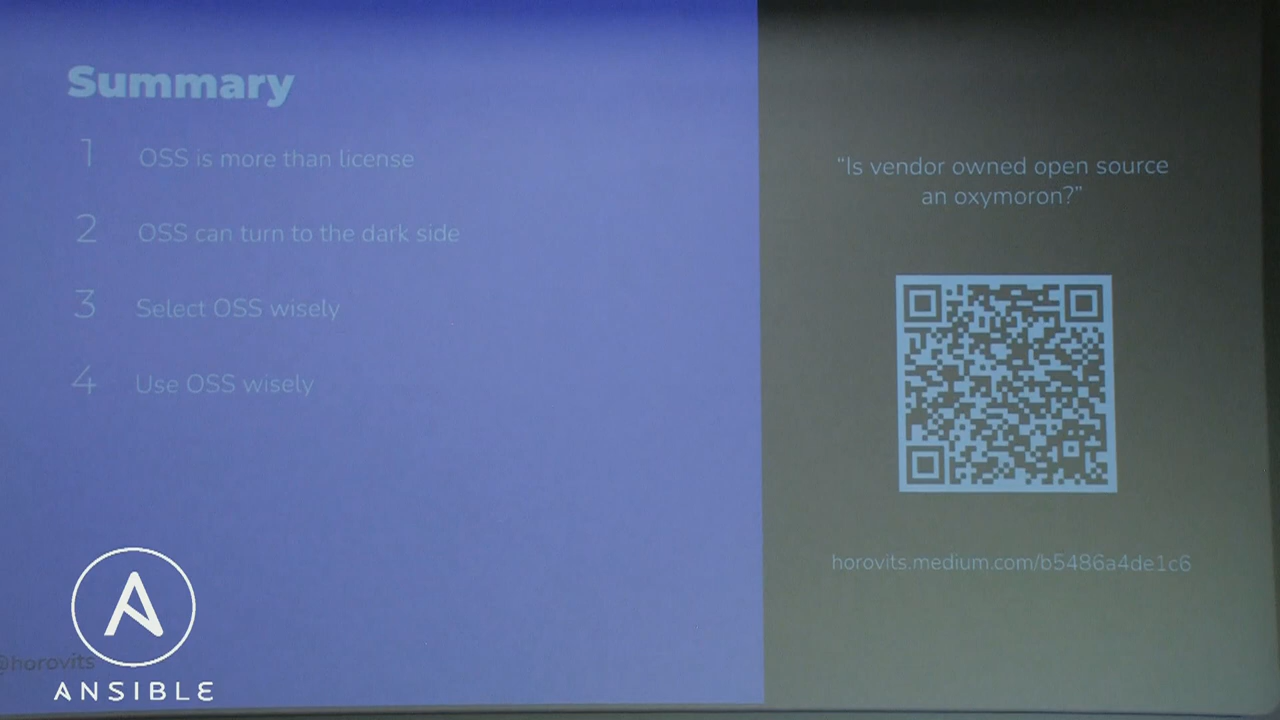 Summary
1 OSS is more than license
2 OSS can turn to the dark side
3 Select OSS wisely
4 Use OSS wisely
“Is vendor owned open source
an oxymoron?”
horovits.medium.com/b5486a4de1c6
@horovits
ANSIBLE